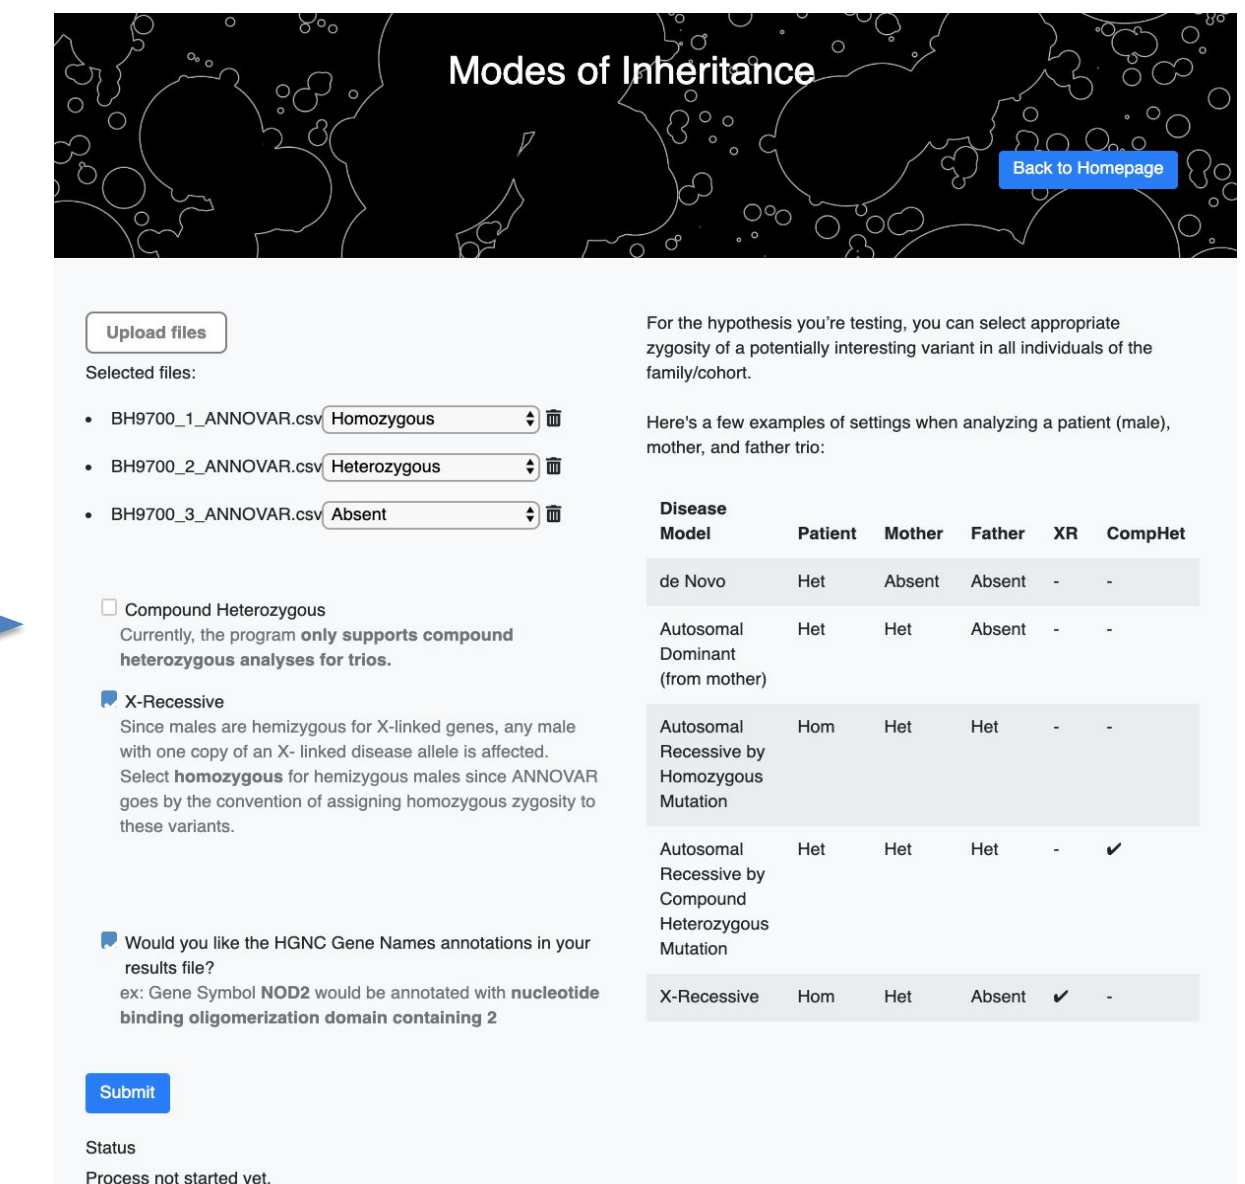 Modes of Inheritance
Back to Homepage
Upload files
Selected files:
• BH9700_1_ANNOVAR.csv Homozygous
• BH9700_2_ANNOVAR.csv Heterozygous
• BH9700_3_ANNOVAR.csv Absent
Compound Heterozygous
Currently, the program only supports compound
heterozygous analyses for trios.
X-Recessive
Since males are hemizygous for X-linked genes, any male
with one copy of an X- linked disease allele is affected.
Select homozygous for hemizygous males since ANNOVAR
goes by the convention of assigning homozygous zygosity to
these variants.
Would you like the HGNC Gene Names annotations in your
results file?
ex: Gene Symbol NOD2 would be annotated with nucleotide
binding oligomerization domain containing 2
Submit
Status
Process not started yet.
For the hypothesis you're testing, you can select appropriate
zygosity of a potentially interesting variant in all individuals of the
family/cohort.
Here's a few examples of settings when analyzing a patient (male),
mother, and father trio:
Disease
Model Patient Mother Father XR CompHet
de Novo Het Absent Absent - -
Autosomal Het Het Absent - -
Dominant
(from mother)
Autosomal Hom Het Het - -
Recessive by
Homozygous
Mutation
Autosomal Het Het Het - ✔
Recessive by
Compound
Heterozygous
Mutation
X-Recessive Hom Het Absent ✔ -